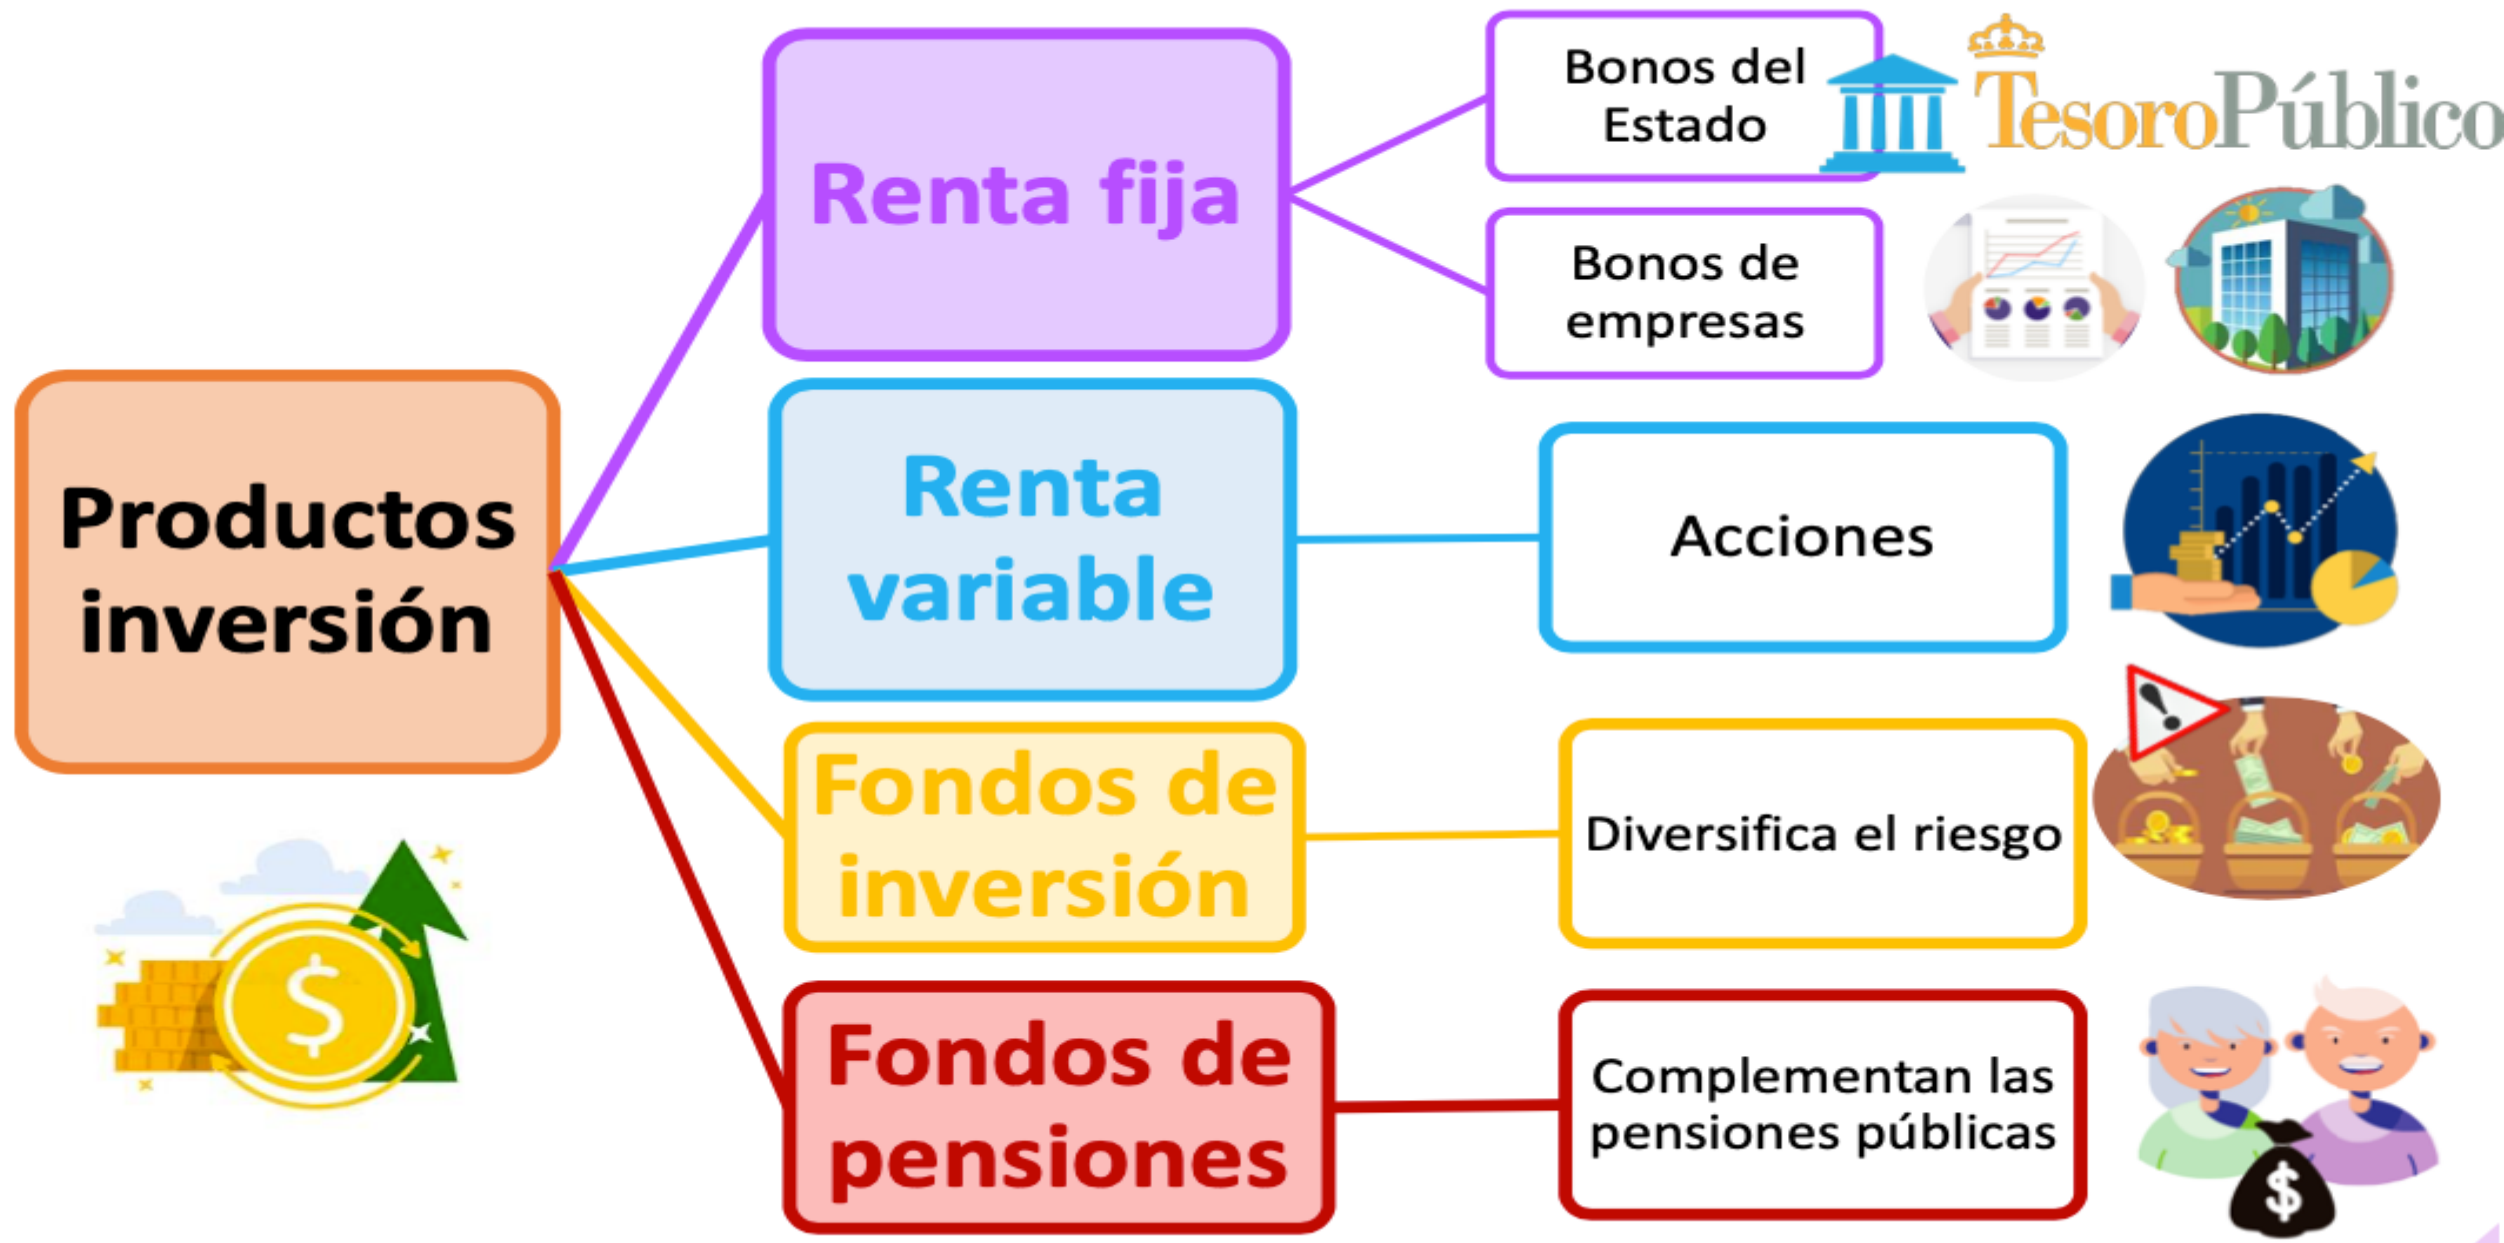 Productos
inversión
Renta fija
Bonos del
Estado
TesoroPúblico
Bonos de
empresas
Renta
variable
Acciones
Fondos de
inversión
Diversifica el riesgo
!
Fondos de
pensiones
Complementan las
pensiones públicas
$
$